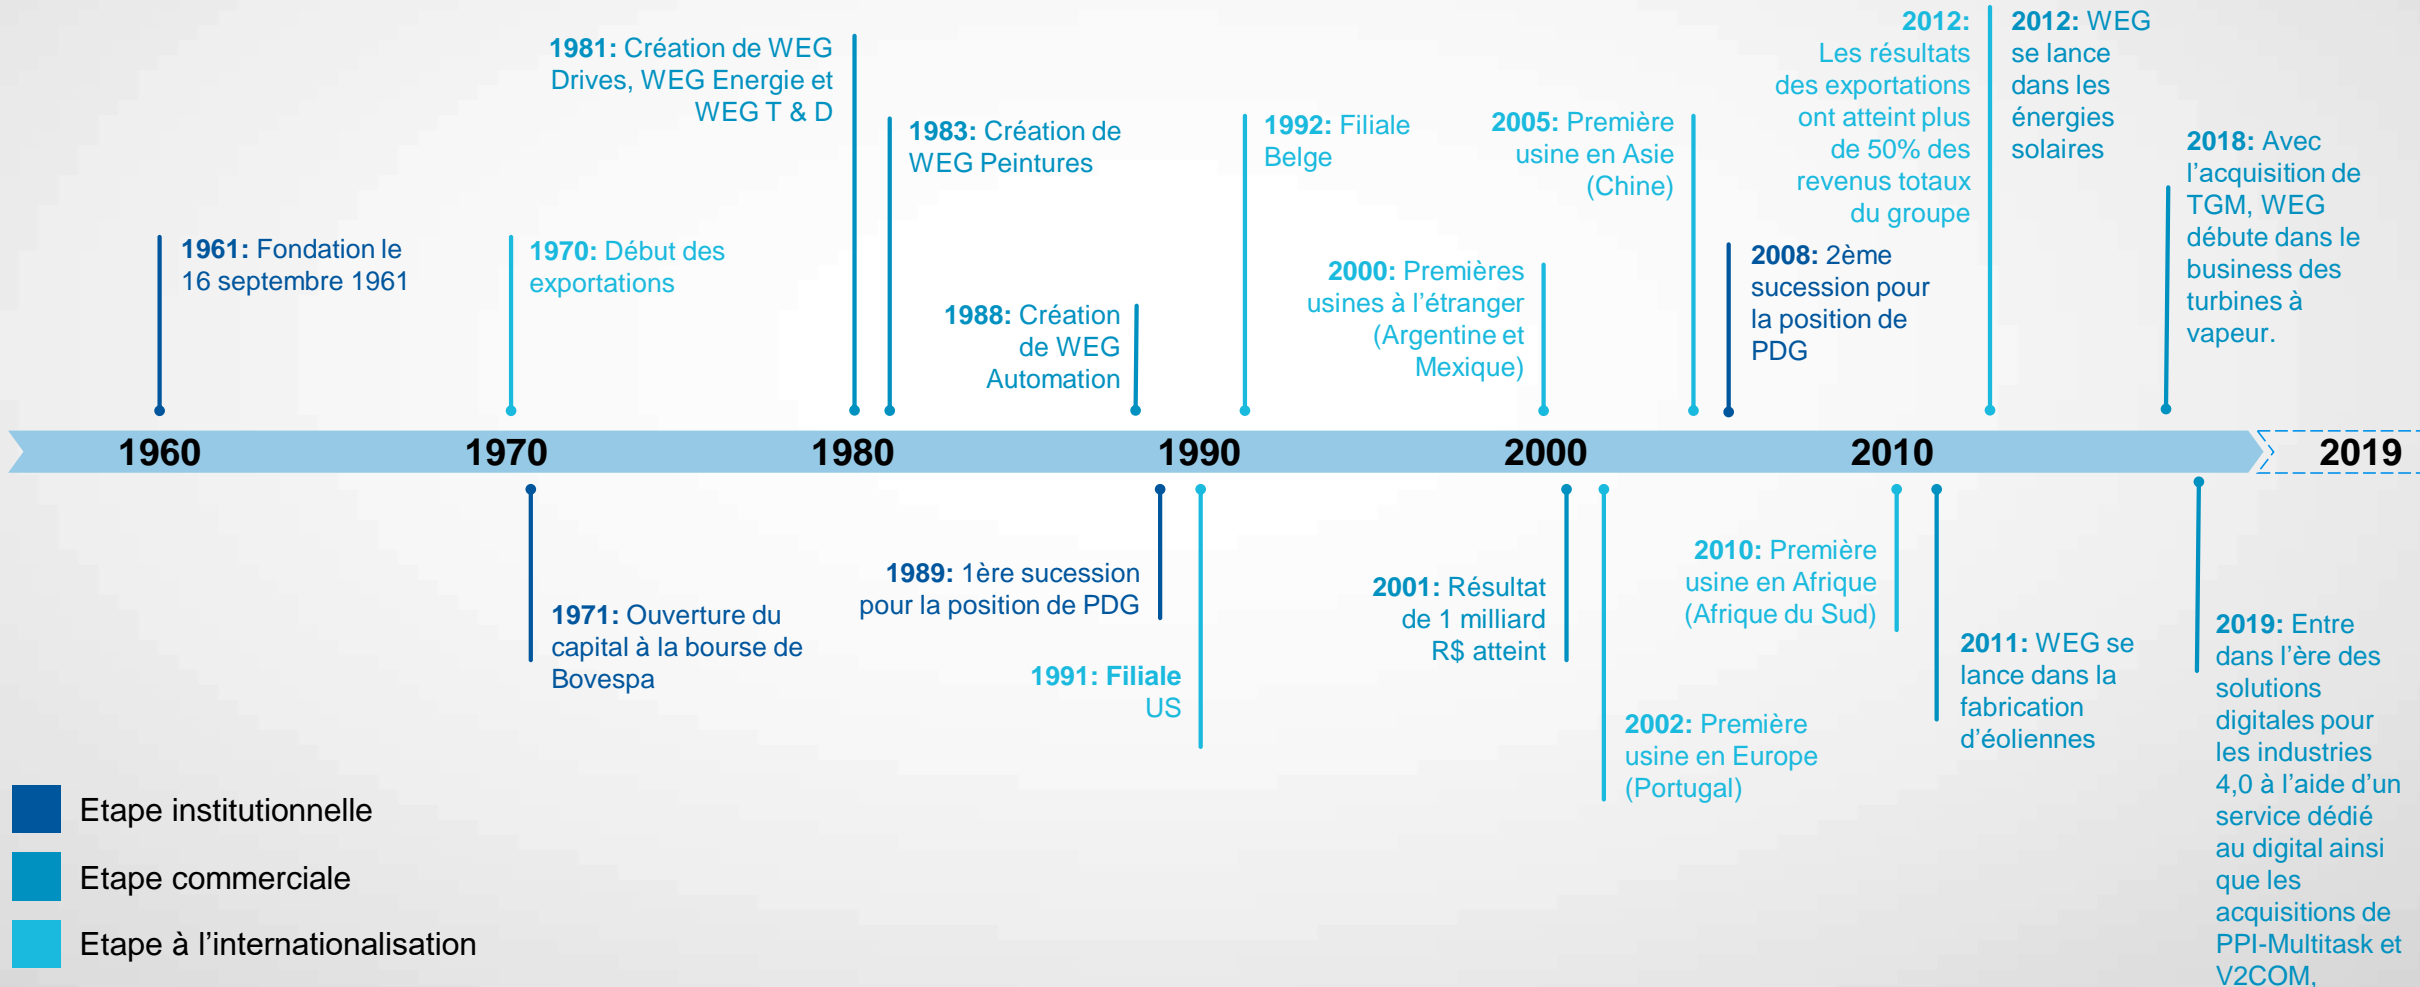 1961: Fondation le
16 septembre 1961
1970: Début des
exportations
1981: Création de WEG
Drives, WEG Energie et
WEG T & D
1983: Création de
WEG Peintures
1988: Création
de WEG
Automation
1992: Filiale
Belge
2000: Premières
usines à l’étranger
(Argentine et
Mexique)
2005: Première
usine en Asie
(Chine)
2008: 2ème
sucession pour
la position de
PDG
2012:
Les résultats
des exportations
ont atteint plus
de 50% des
revenus totaux
du groupe
2012: WEG
se lance
dans les
énergies
solaires
2018: Avec
l’acquisition de
TGM, WEG
débute dans le
business des
turbines à
vapeur.
1960
1970
1980
1990
2000
2010
2019
1971: Ouverture du
capital à la bourse de
Bovespa
1989: 1ère sucession
pour la position de PDG
1991: Filiale
US
2001: Résultat
de 1 milliard
R$ atteint
2002: Première
usine en Europe
(Portugal)
2010: Première
usine en Afrique
(Afrique du Sud)
2011: WEG se
lance dans la
fabrication
d’éoliennes
2019: Entre
dans l’ère des
solutions
digitales pour
les industries
4,0 à l’aide d’un
service dédié
au digital ainsi
que les
acquisitions de
PPI-Multitask et
V2COM,
Etape institutionnelle
Etape commerciale
Etape à l’internationalisation